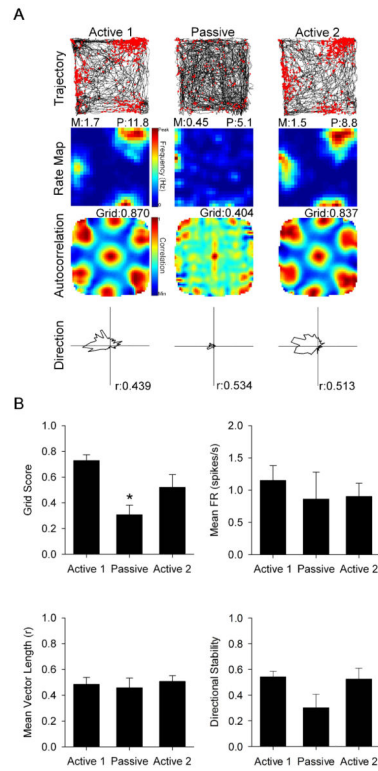 A
Active 1 Passive Active 2
Trajectory
M:1.7 P:11.8 M:0.45 P:5.1 M:1.5 P:8.8
Rate Map
Peak
Frequency (Hz)
0
Grid:0.870 Grid:0.404 Grid:0.837
Autocorrelation
Correlation
Min
Direction
r:0.439 r:0.534 r:0.513
B
Grid Score
1.0
0.8
0.6
0.4
0.2
0.0
*
Active 1 Passive Active 2
Mean FR (spikes/s)
2.0
1.5
1.0
0.5
0.0
Active 1 Passive Active 2
Mean Vector Length (r)
1.0
0.8
0.6
0.4
0.2
0.0
Active 1 Passive Active 2
Directional Stability
1.0
0.8
0.6
0.4
0.2
0.0
Active 1 Passive Active 2